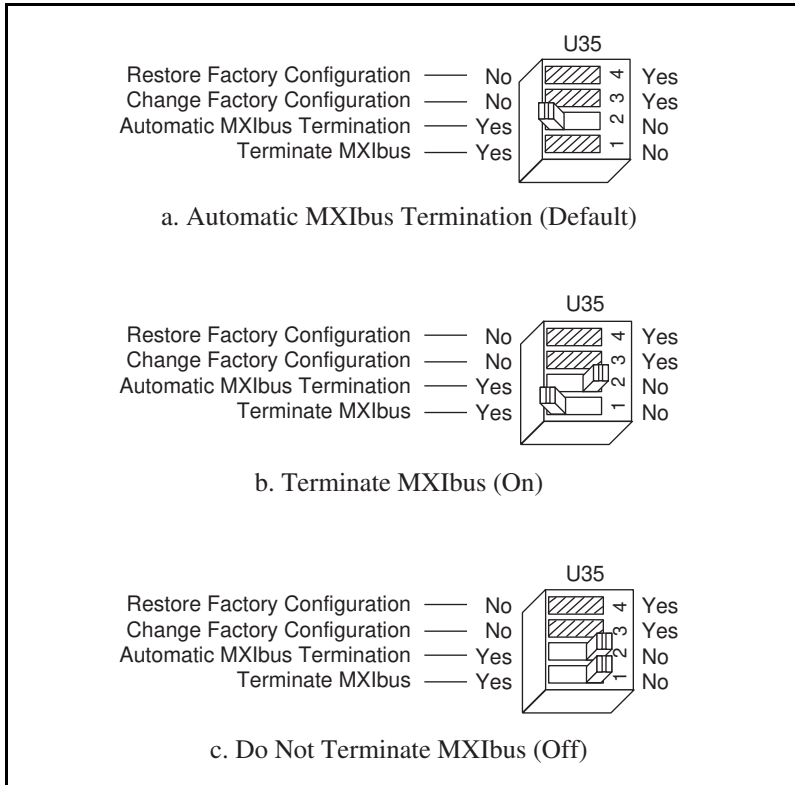 U35
Restore Factory Configuration No 4 Yes
Change Factory Configuration No 3 Yes
Automatic MXIbus Termination Yes 2 No
Terminate MXIbus Yes 1 No
a. Automatic MXIbus Termination (Default)
U35
Restore Factory Configuration No 4 Yes
Change Factory Configuration No 3 Yes
Automatic MXIbus Termination Yes 2 No
Terminate MXIbus Yes 1 No
b. Terminate MXIbus (On)
U35
Restore Factory Configuration No 4 Yes
Change Factory Configuration No 3 Yes
Automatic MXIbus Termination Yes 2 No
Terminate MXIbus Yes 1 No
c. Do Not Terminate MXIbus (Off)